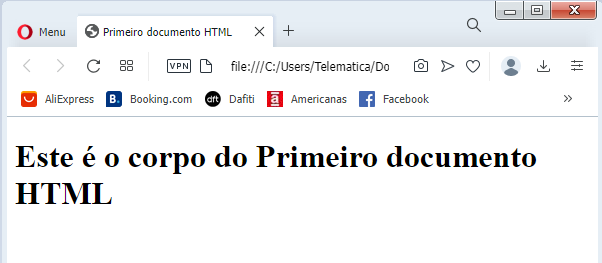 Menu
Primeiro documento HTML
VPN
file:///C:/Users/Telematica/Do
AliExpress
B. Booking.com
dft Dafiti
a Americanas
f Facebook
Este é o corpo do Primeiro documento
HTML